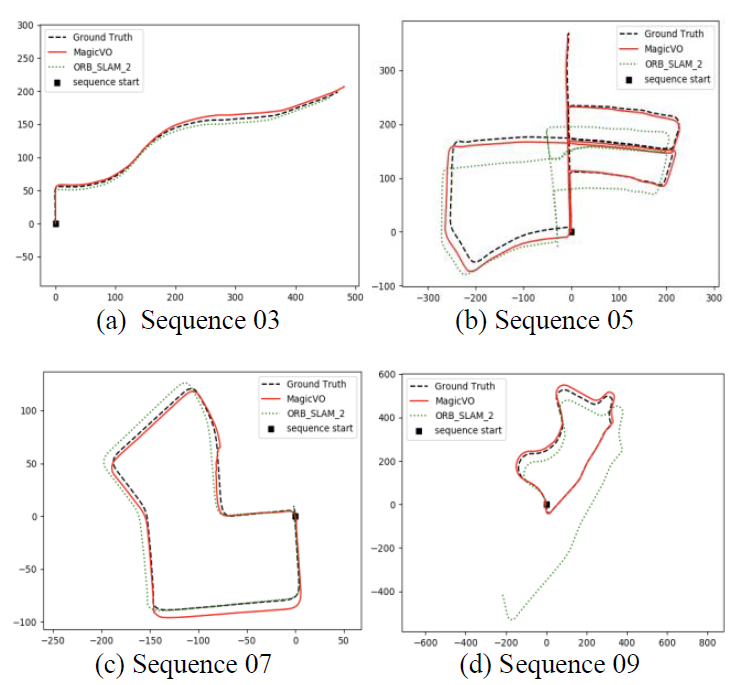 300
250
200
150
100
50
0
−50
0 100 200 300 400 500
Ground Truth
MagicVO
ORB_SLAM_2
sequence start
(a) Sequence 03
300
200
100
0
−100
−300 −200 −100 0 100 200 300
Ground Truth
MagicVO
ORB_SLAM_2
sequence start
(b) Sequence 05
100
50
0
−50
−100
−250 −200 −150 −100 −50 0 50
Ground Truth
MagicVO
ORB_SLAM_2
sequence start
(c) Sequence 07
600
400
200
0
−200
−400
−600 −400 −200 0 200 400 600 800
Ground Truth
MagicVO
ORB_SLAM_2
sequence start
(d) Sequence 09